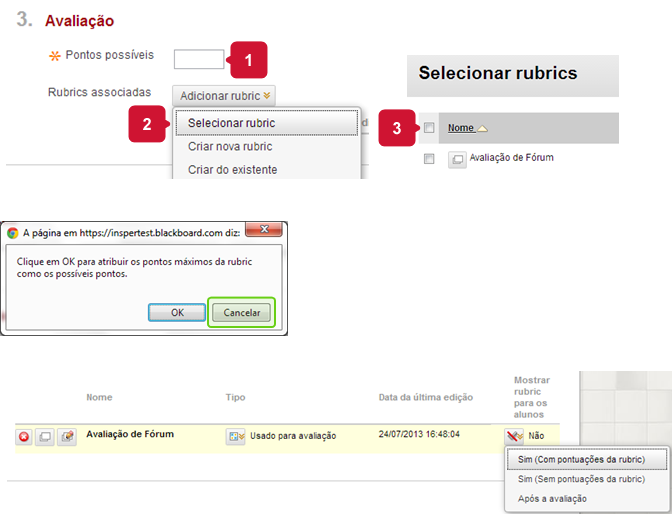 3. Avaliação
Pontos possíveis
1
Rubrics associadas
Adicionar rubric
2
Selecionar rubric
Criar nova rubric
Criar do existente
Selecionar rubrics
3
Nome
Avaliação de Fórum
A página em https://inspertest.blackboard.com diz:
Clique em OK para atribuir os pontos máximos da rubric
como os possíveis pontos.
OK
Cancelar
Nome
Tipo
Data da última edição
Mostrar
rubric
para os
alunos
Avaliação de Fórum
Usado para avaliação
24/07/2013 16:48:04
Não
Sim (Com pontuações da rubric)
Sim (Sem pontuações da rubric)
Após a avaliação